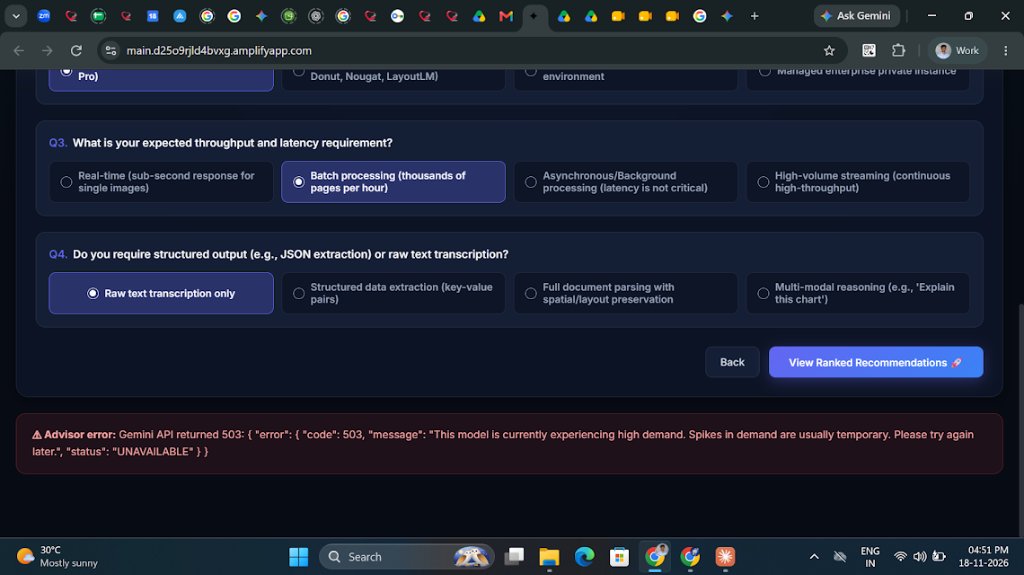 zm
18
Ask Gemini
main.d25o9rjld4bvxg.amplifyapp.com
Work
Pro)
Donut, Nougat, LayoutLM)
environment
Managed enterprise private instance
Q3. What is your expected throughput and latency requirement?
Real-time (sub-second response for
single images)
Batch processing (thousands of
pages per hour)
Asynchronous/Background
processing (latency is not critical)
High-volume streaming (continuous
high-throughput)
Q4. Do you require structured output (e.g., JSON extraction) or raw text transcription?
Raw text transcription only
Structured data extraction (key-value
pairs)
Full document parsing with
spatial/layout preservation
Multi-modal reasoning (e.g., 'Explain
this chart')
Back
View Ranked Recommendations 🚀
⚠ Advisor error: Gemini API returned 503: { "error": { "code": 503, "message": "This model is currently experiencing high demand. Spikes in demand are usually temporary. Please try again
later.", "status": "UNAVAILABLE" } }
30°C
Mostly sunny
Search
ENG
IN
04:51 PM
18-11-2026